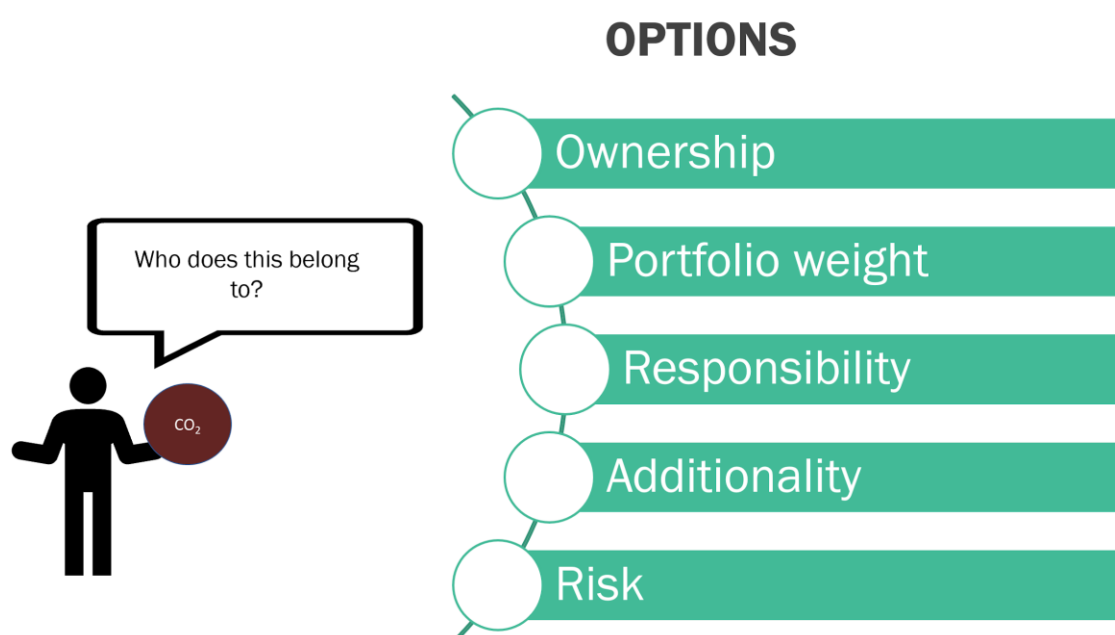 OPTIONS
Who does this belong
to?
CO₂
Ownership
Portfolio weight
Responsibility
Additionality
Risk